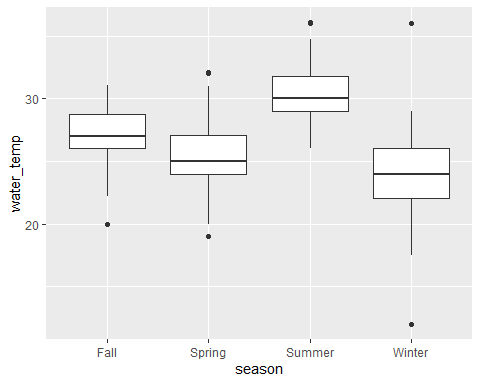 water_temp
30
20
Fall Spring Summer Winter
season